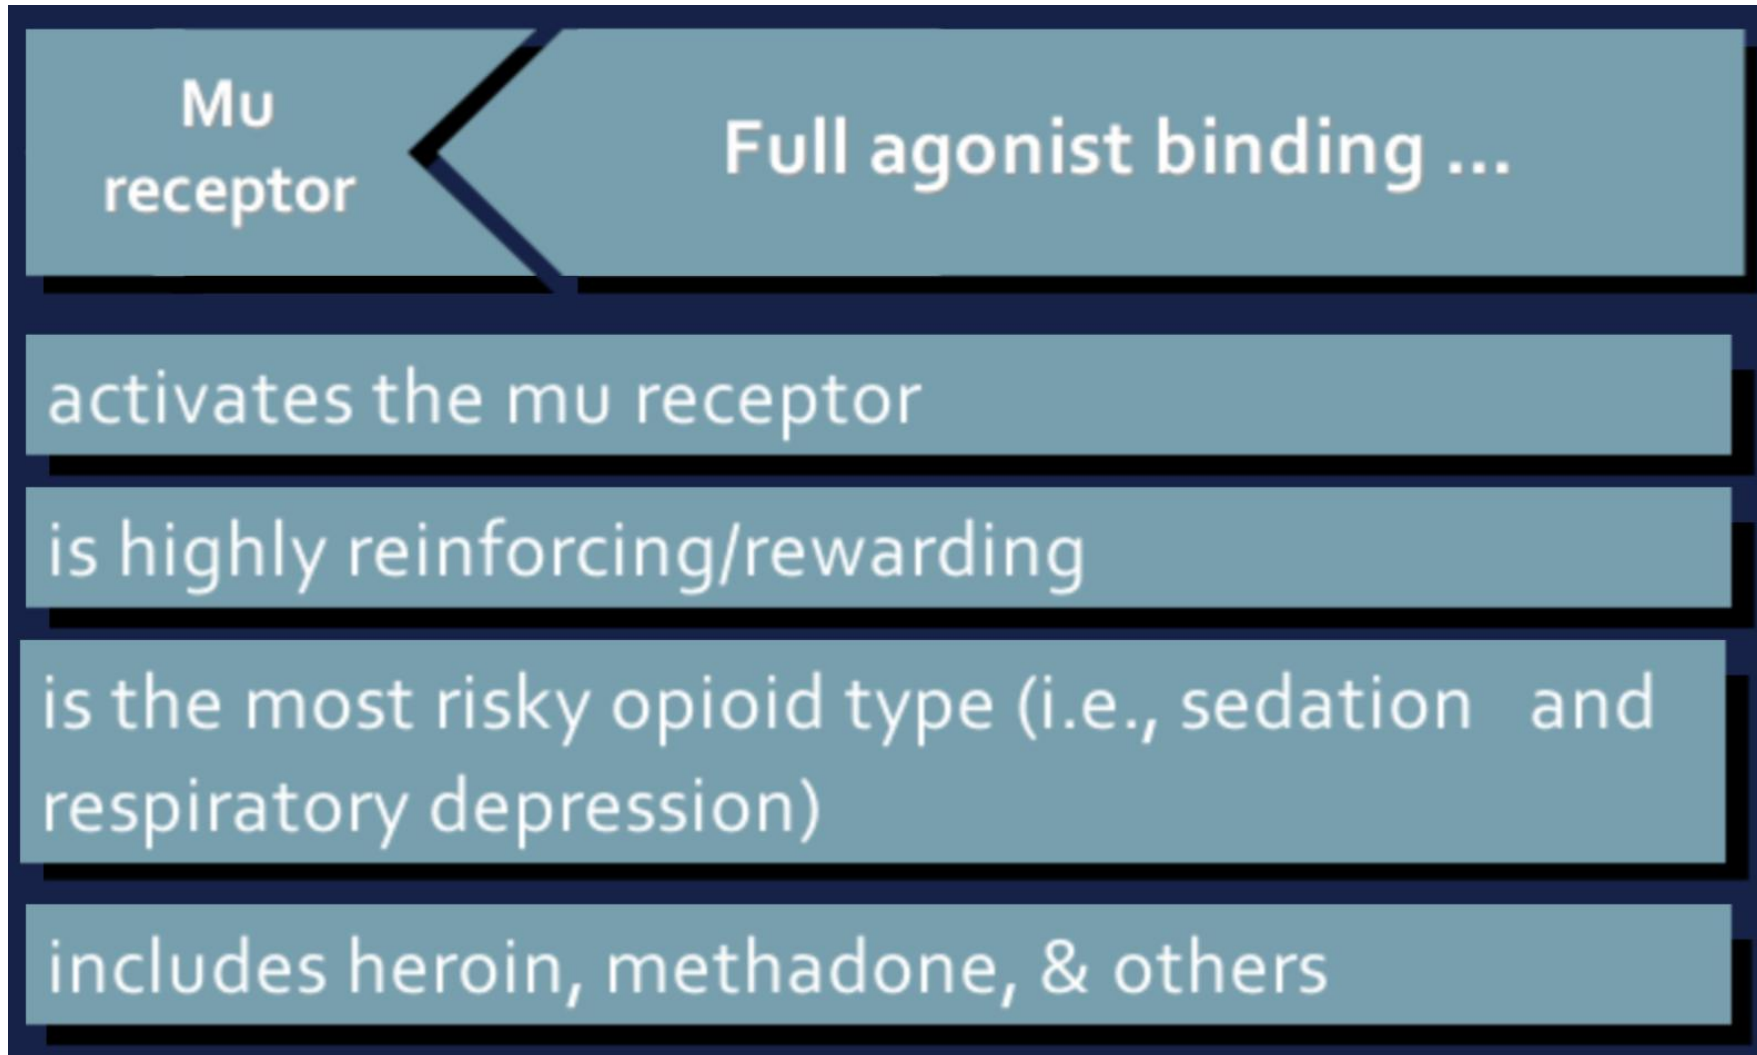 Mu
receptor
Full agonist binding ...
activates the mu receptor
is highly reinforcing/rewarding
is the most risky opioid type (i.e., sedation and
respiratory depression)
includes heroin, methadone, & others